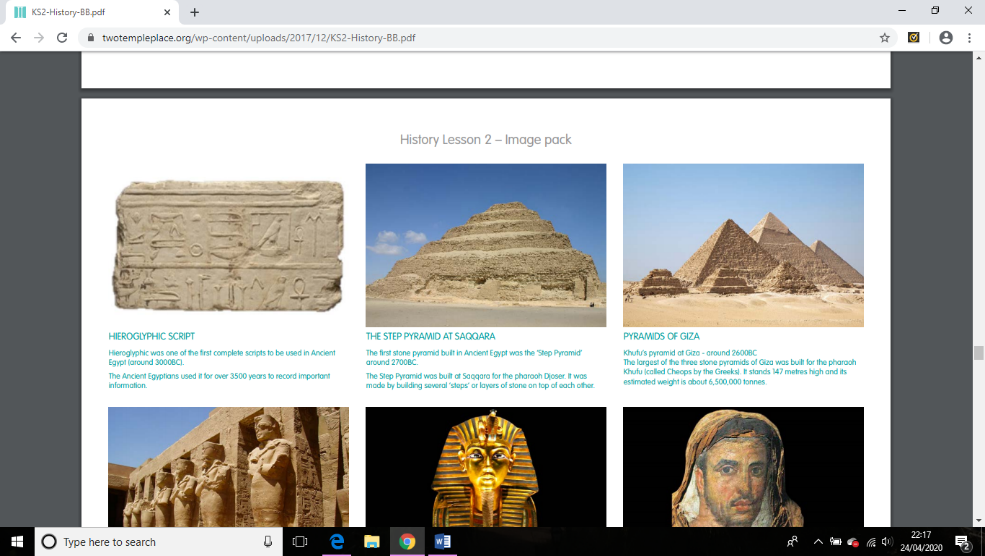 KS2-History-BB.pdf
twotempleplace.org/wp-content/uploads/2017/12/KS2-History-BB.pdf
History Lesson 2 – Image pack
HIEROGLYPHIC SCRIPT
Hieroglyphic was one of the first complete scripts to be used in Ancient
Egypt (around 3000BC).
The Ancient Egyptians used it for over 3500 years to record important
information.
THE STEP PYRAMID AT SAQQARA
The first stone pyramid built in Ancient Egypt was the 'Step Pyramid'
around 2700BC.
The Step Pyramid was built at Saqqara for the pharaoh Djoser. It was
made by building several 'steps' or layers of stone on top of each other.
PYRAMIDS OF GIZA
Khufu's pyramid at Giza - around 2600BC
The largest of the three stone pyramids of Giza was built for the pharaoh
Khufu (called Cheops by the Greeks). It stands 147 metres high and its
estimated weight is about 6,500,000 tonnes.
Type here to search
22:17
24/04/2020
2